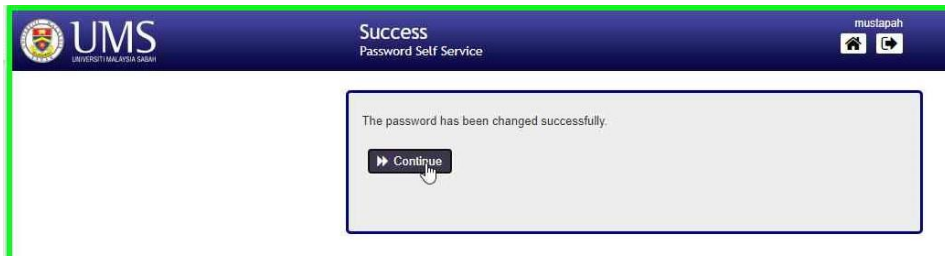 UMS
UNIVERSITI MALAYSIA SABAH
Success
Password Self Service
mustapah
The password has been changed successfully.
Continue